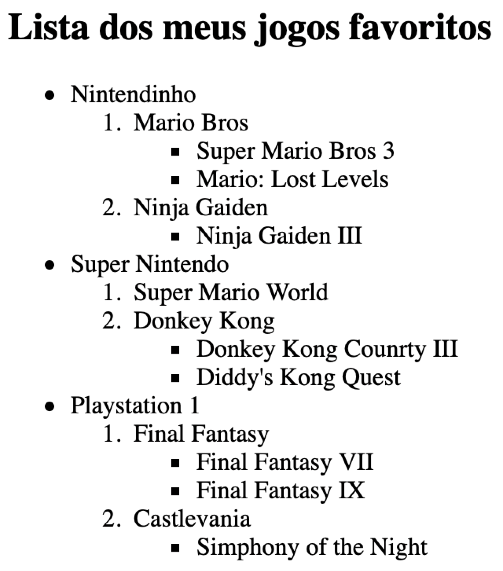 Lista dos meus jogos favoritos
• Nintendinho
1. Mario Bros
▪ Super Mario Bros 3
▪ Mario: Lost Levels
2. Ninja Gaiden
▪ Ninja Gaiden III
• Super Nintendo
1. Super Mario World
2. Donkey Kong
▪ Donkey Kong Counrty III
▪ Diddy's Kong Quest
• Playstation 1
1. Final Fantasy
▪ Final Fantasy VII
▪ Final Fantasy IX
2. Castlevania
▪ Simphony of the Night